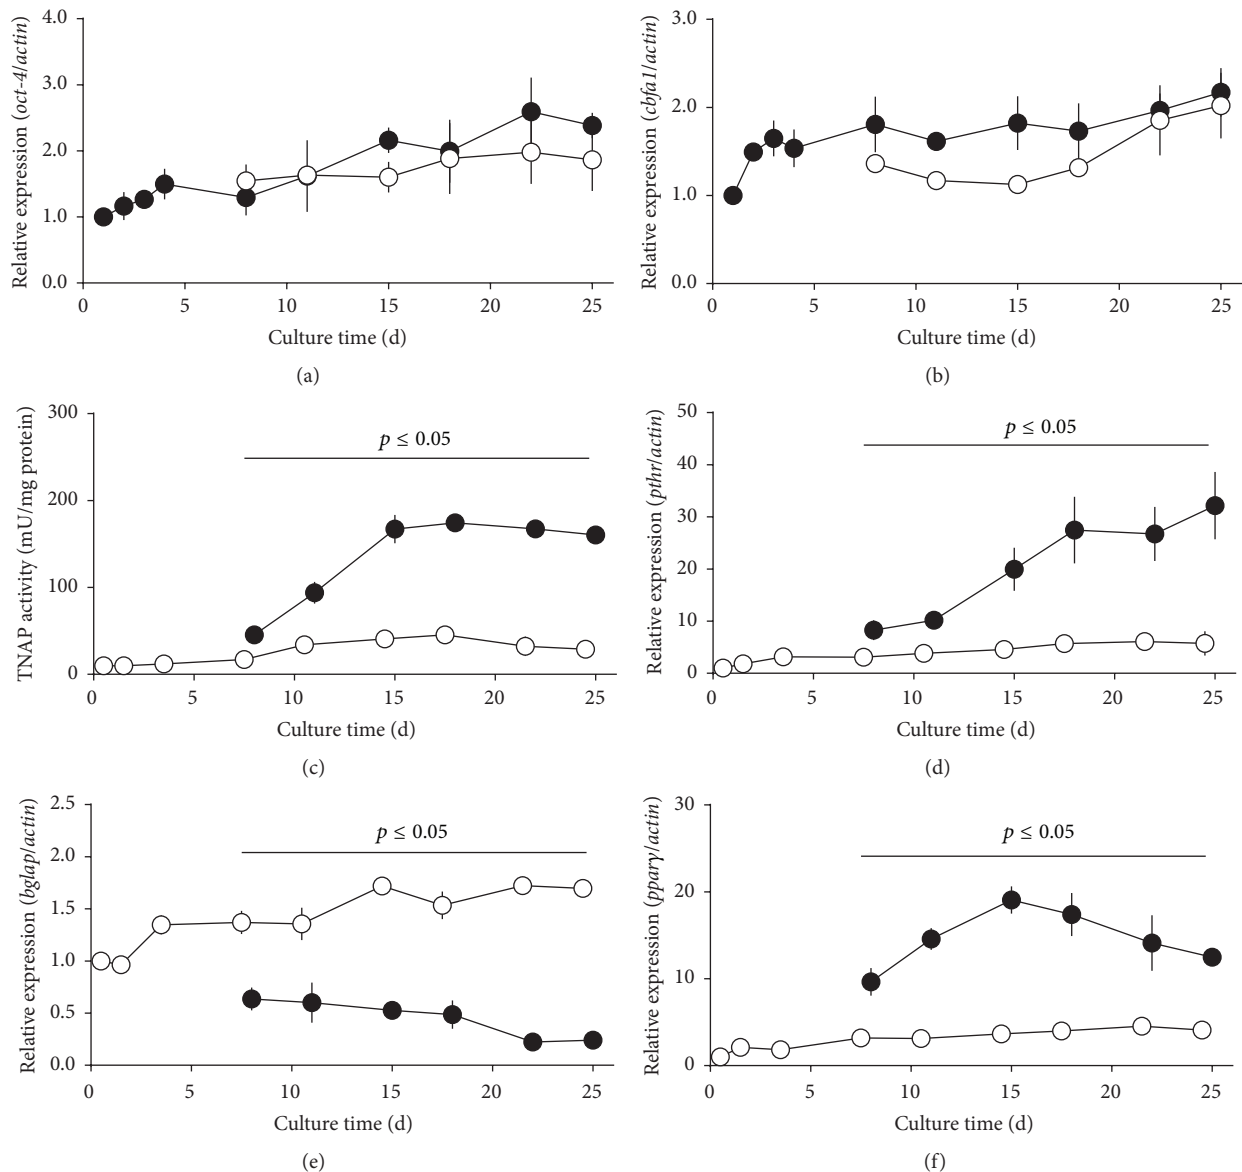 4.0
3.0
2.0
1.0
0.0
Relative expression (oct-4/actin)
0 5 10 15 20 25
Culture time (d)
(a)
3.0
2.0
1.0
0.0
Relative expression (cbfa1/actin)
0 5 10 15 20 25
Culture time (d)
(b)
300
200
100
0
TNAP activity (mU/mg protein)
p ≤ 0.05
0 5 10 15 20 25
Culture time (d)
(c)
50
40
30
20
10
0
Relative expression (pthr/actin)
p ≤ 0.05
0 5 10 15 20 25
Culture time (d)
(d)
2.5
2.0
1.5
1.0
0.5
0.0
Relative expression (bglap/actin)
p ≤ 0.05
0 5 10 15 20 25
Culture time (d)
(e)
30
20
10
0
Relative expression (pparγ/actin)
p ≤ 0.05
0 5 10 15 20 25
Culture time (d)
(f)